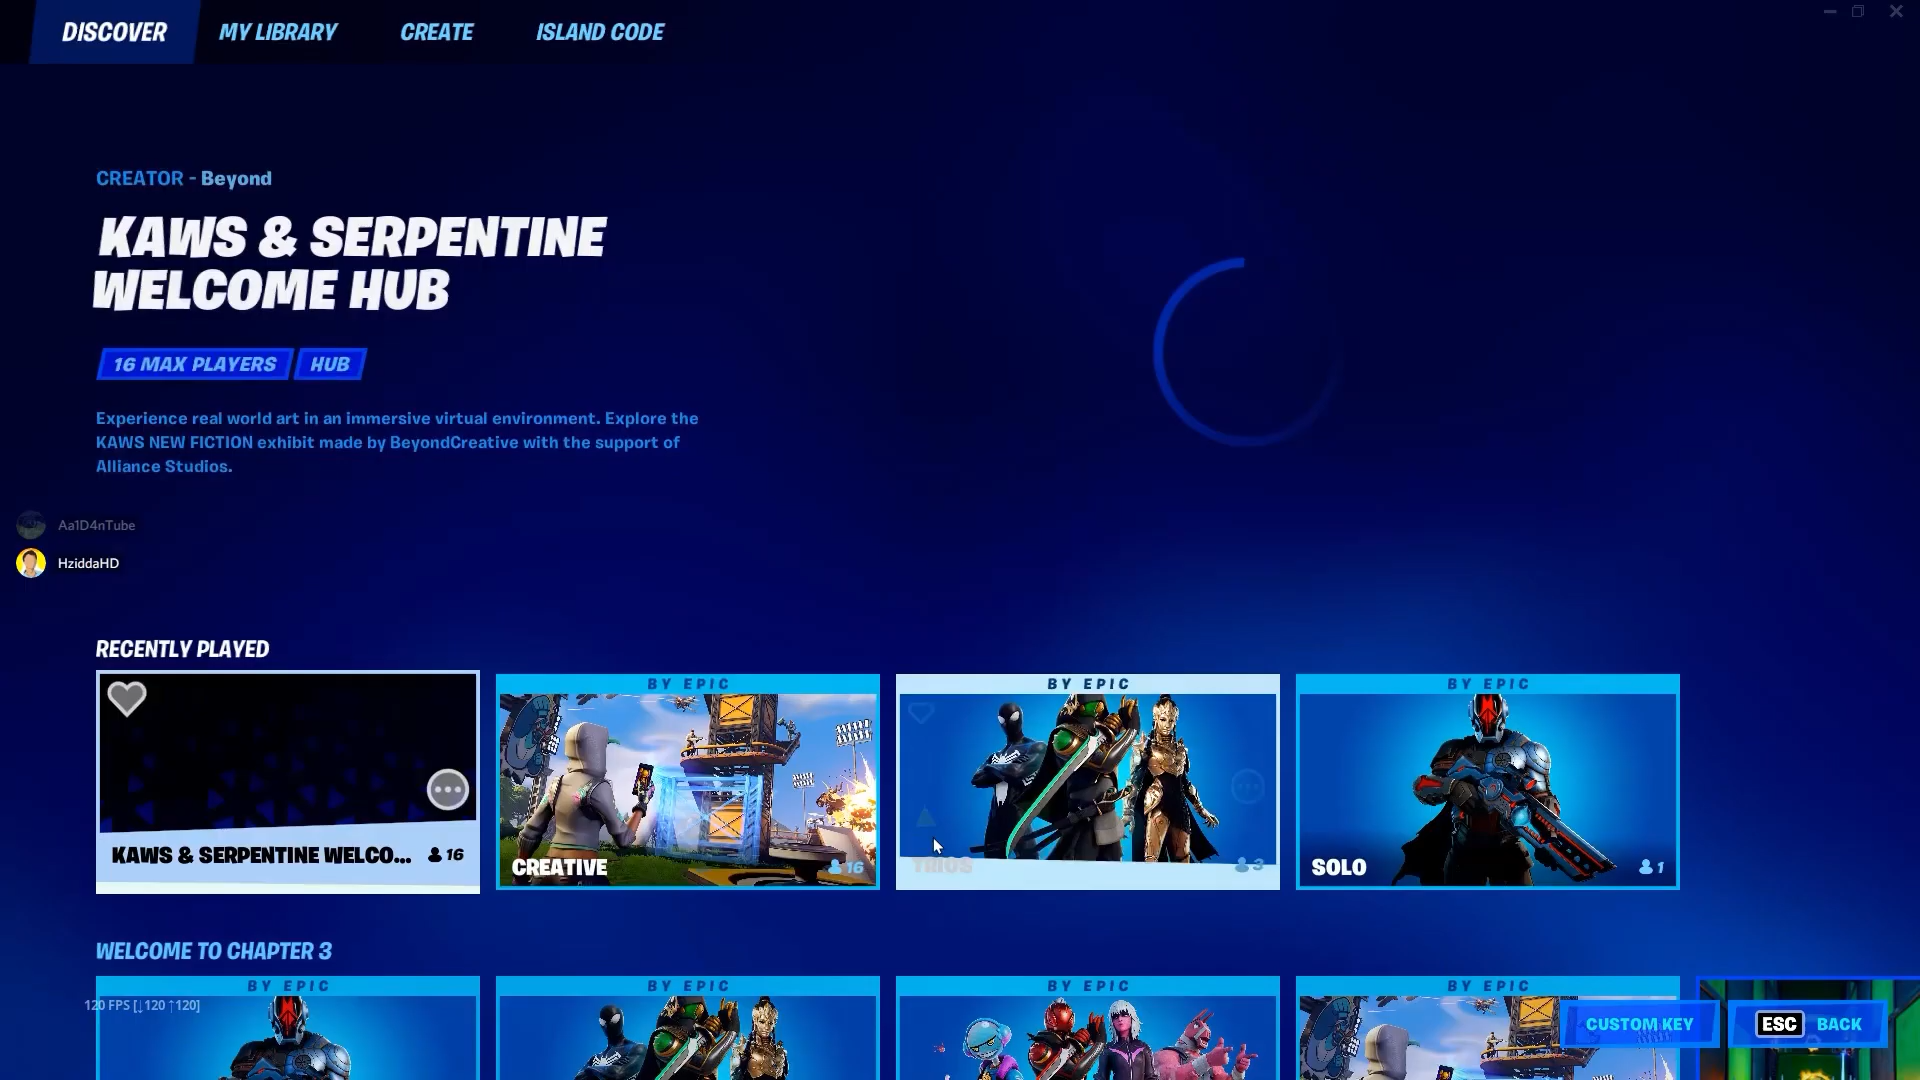 DISCOVER
MY LIBRARY
CREATE
ISLAND CODE
CREATOR - Beyond
KAWS & SERPENTINE
WELCOME HUB
16 MAX PLAYERS
HUB
Experience real world art in an immersive virtual environment. Explore the
KAWS NEW FICTION exhibit made by BeyondCreative with the support of
Alliance Studios.
Aa1D4nTube
HziddaHD
RECENTLY PLAYED
KAWS & SERPENTINE WELCO...
16
BY EPIC
CREATIVE
16
BY EPIC
TRIOS
3
BY EPIC
SOLO
1
WELCOME TO CHAPTER 3
BY EPIC
BY EPIC
BY EPIC
BY EPIC
120 FPS [↓120 ↑120]
CUSTOM KEY
ESC BACK